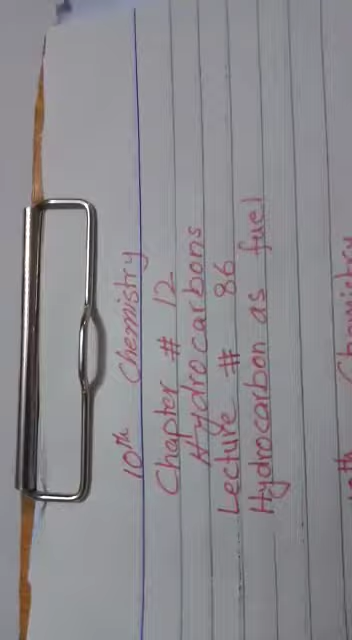 10th Chemistry
Chapter # 12
Hydrocarbons
Lecture # 86
Hydrocarbon as fuel